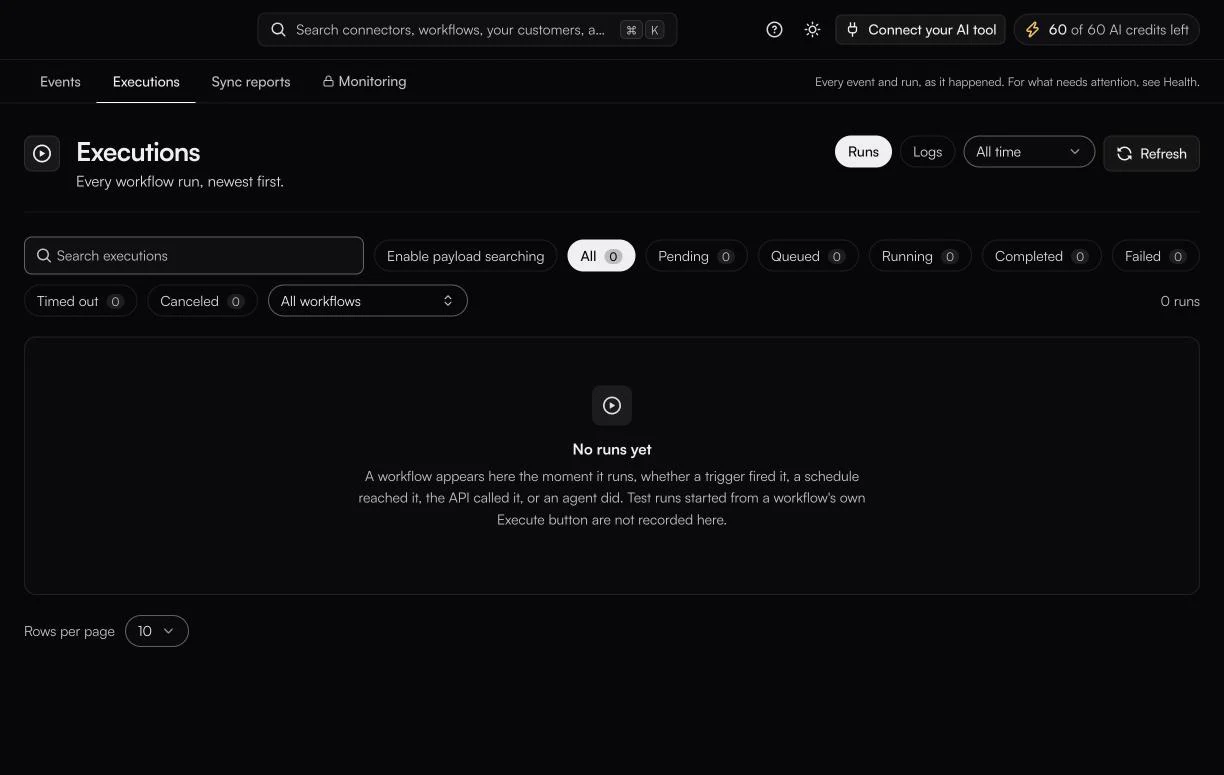 Search connectors, workflows, your customers, a... ⌘ K
Connect your AI tool
60 of 60 AI credits left
Events Executions Sync reports Monitoring
Every event and run, as it happened. For what needs attention, see Health.
Executions
Every workflow run, newest first.
Runs Logs All time Refresh
Search executions Enable payload searching All 0 Pending 0 Queued 0 Running 0 Completed 0 Failed 0
Timed out 0 Canceled 0 All workflows 0 runs
No runs yet
A workflow appears here the moment it runs, whether a trigger fired it, a schedule
reached it, the API called it, or an agent did. Test runs started from a workflow's own
Execute button are not recorded here.
Rows per page 10